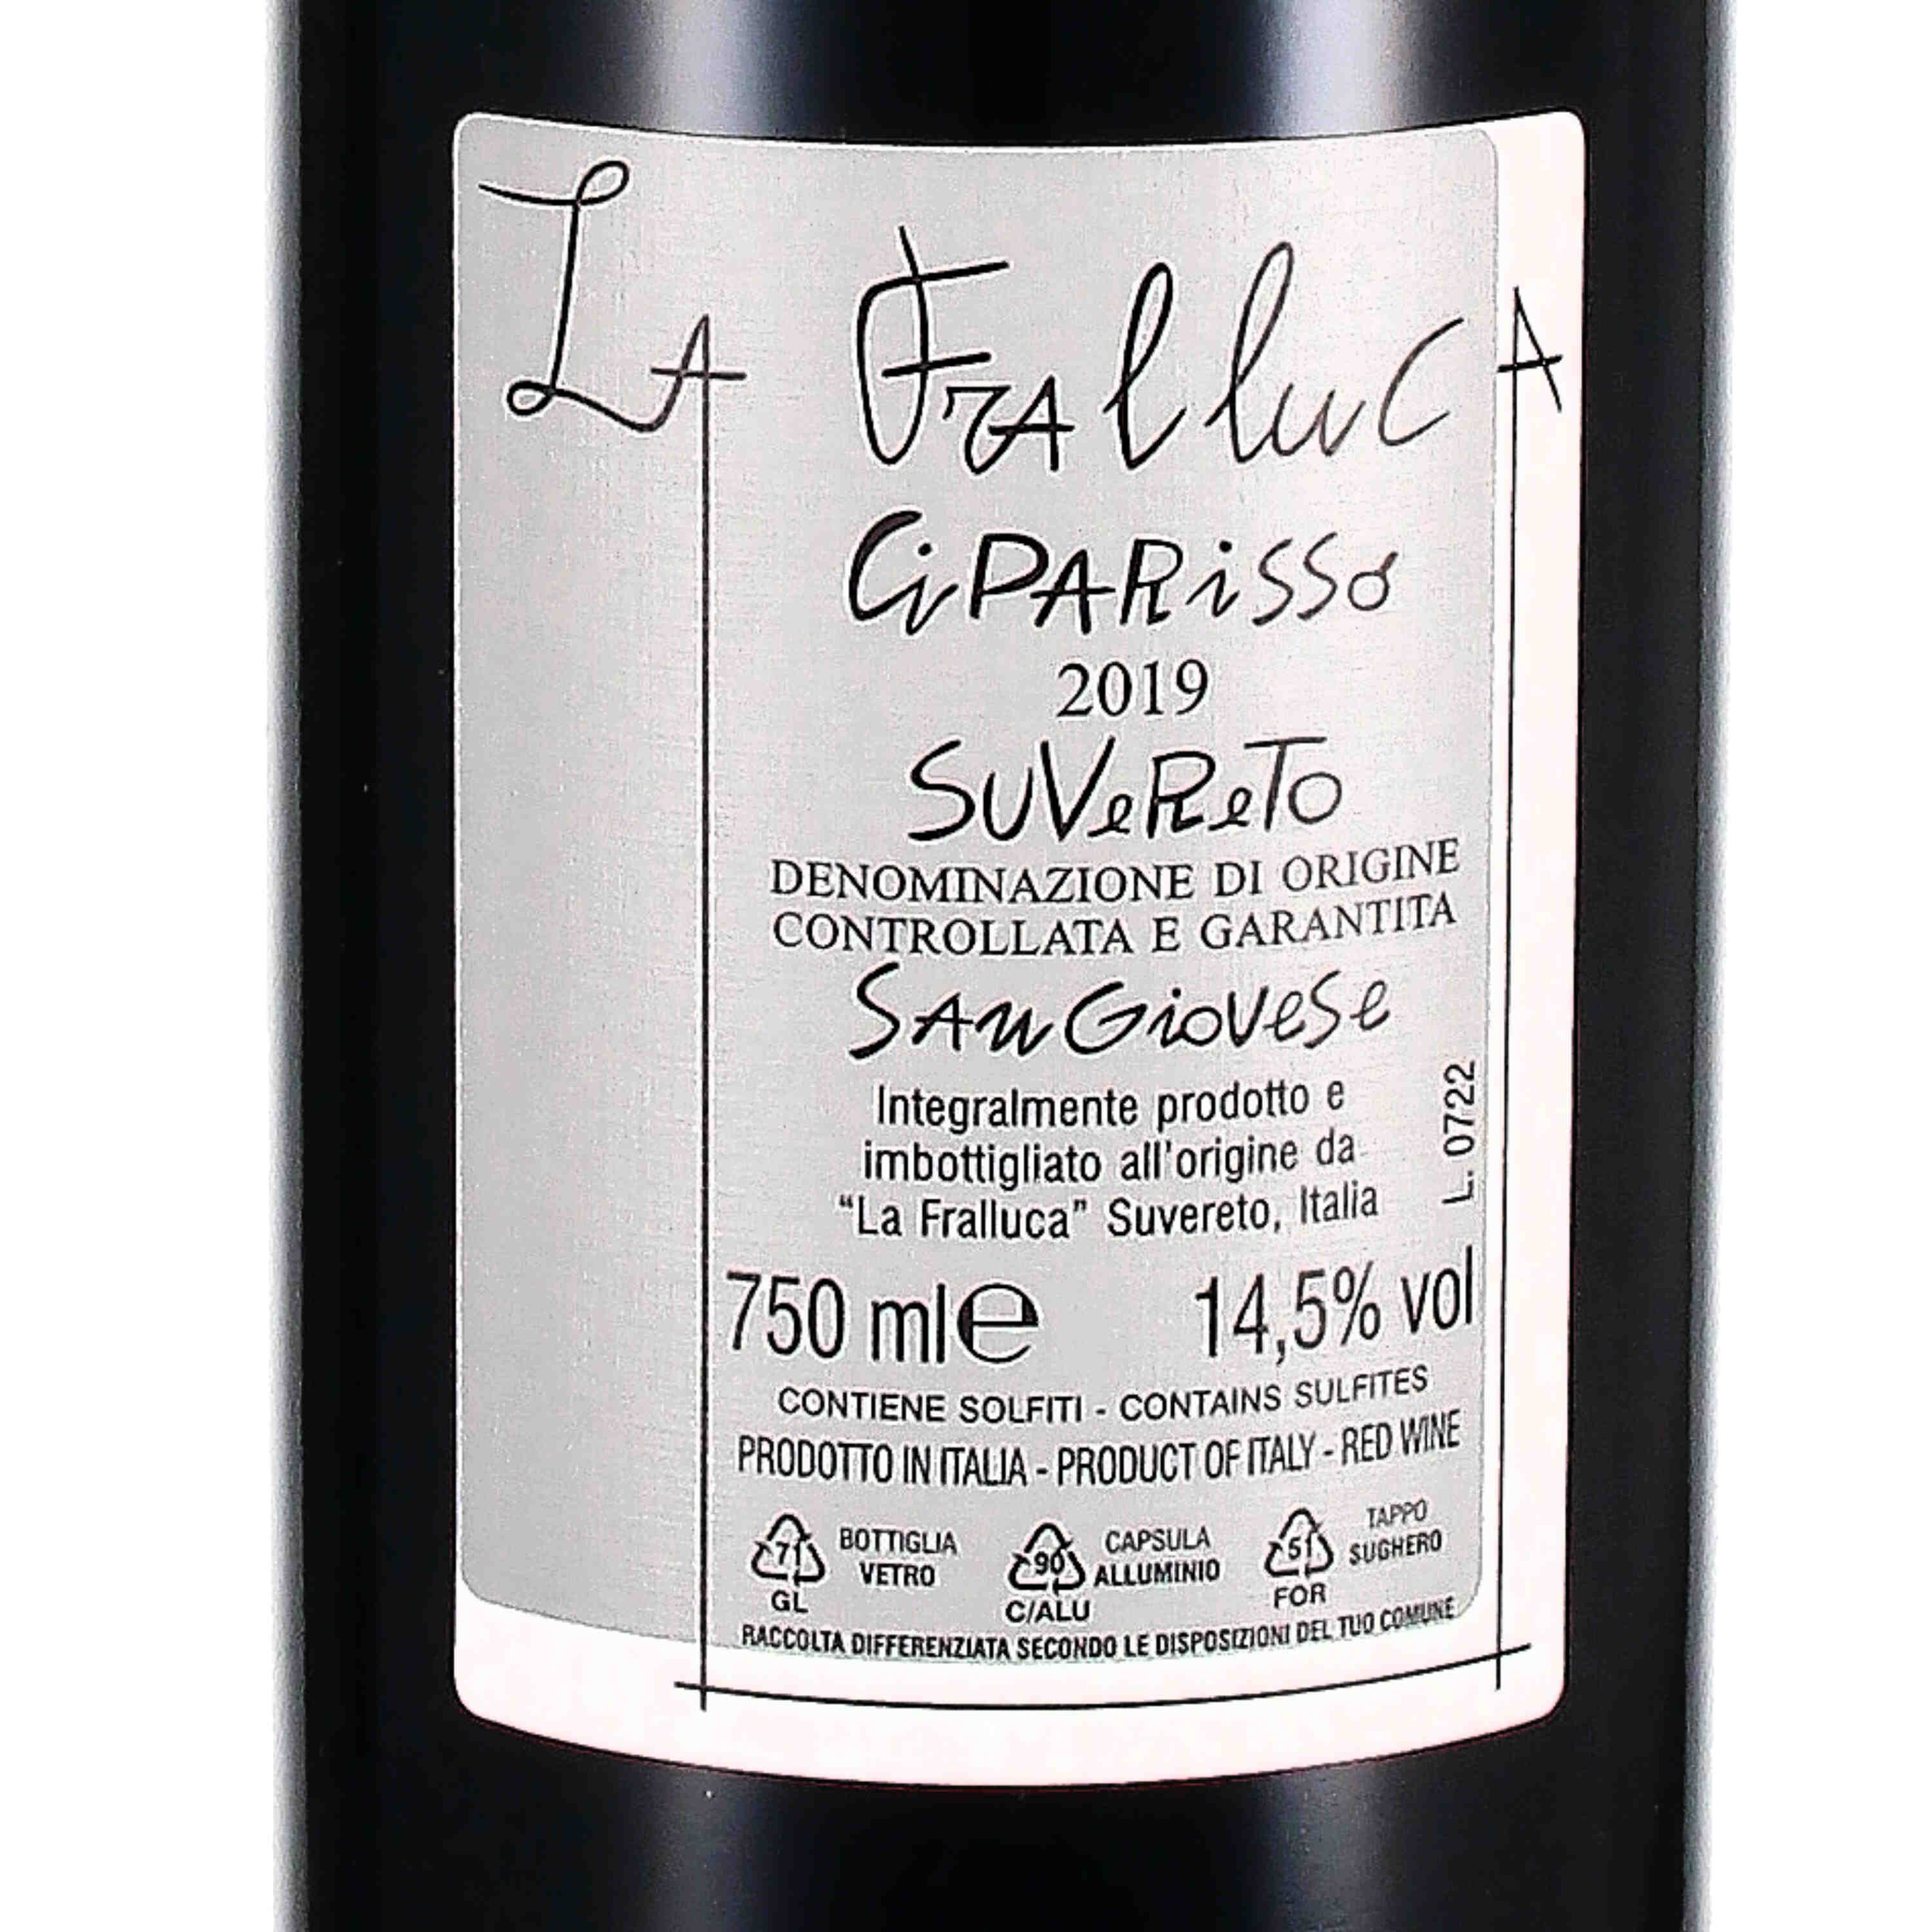 La Fralluca
CiPARisso
2019
SUVeReTo
DENOMINAZIONE DI ORIGINE
CONTROLLATA E GARANTITA
SANGioveSe
Integralmente prodotto e
imbottigliato all'origine da
“La Fralluca” Suvereto, Italia
L. 0722
750 ml e 14,5% vol
CONTIENE SOLFITI - CONTAINS SULFITES
PRODOTTO IN ITALIA - PRODUCT OF ITALY - RED WINE
71 GL BOTTIGLIA VETRO
90 C/ALU CAPSULA ALLUMINIO
51 FOR TAPPO SUGHERO
RACCOLTA DIFFERENZIATA SECONDO LE DISPOSIZIONI DEL TUO COMUNE